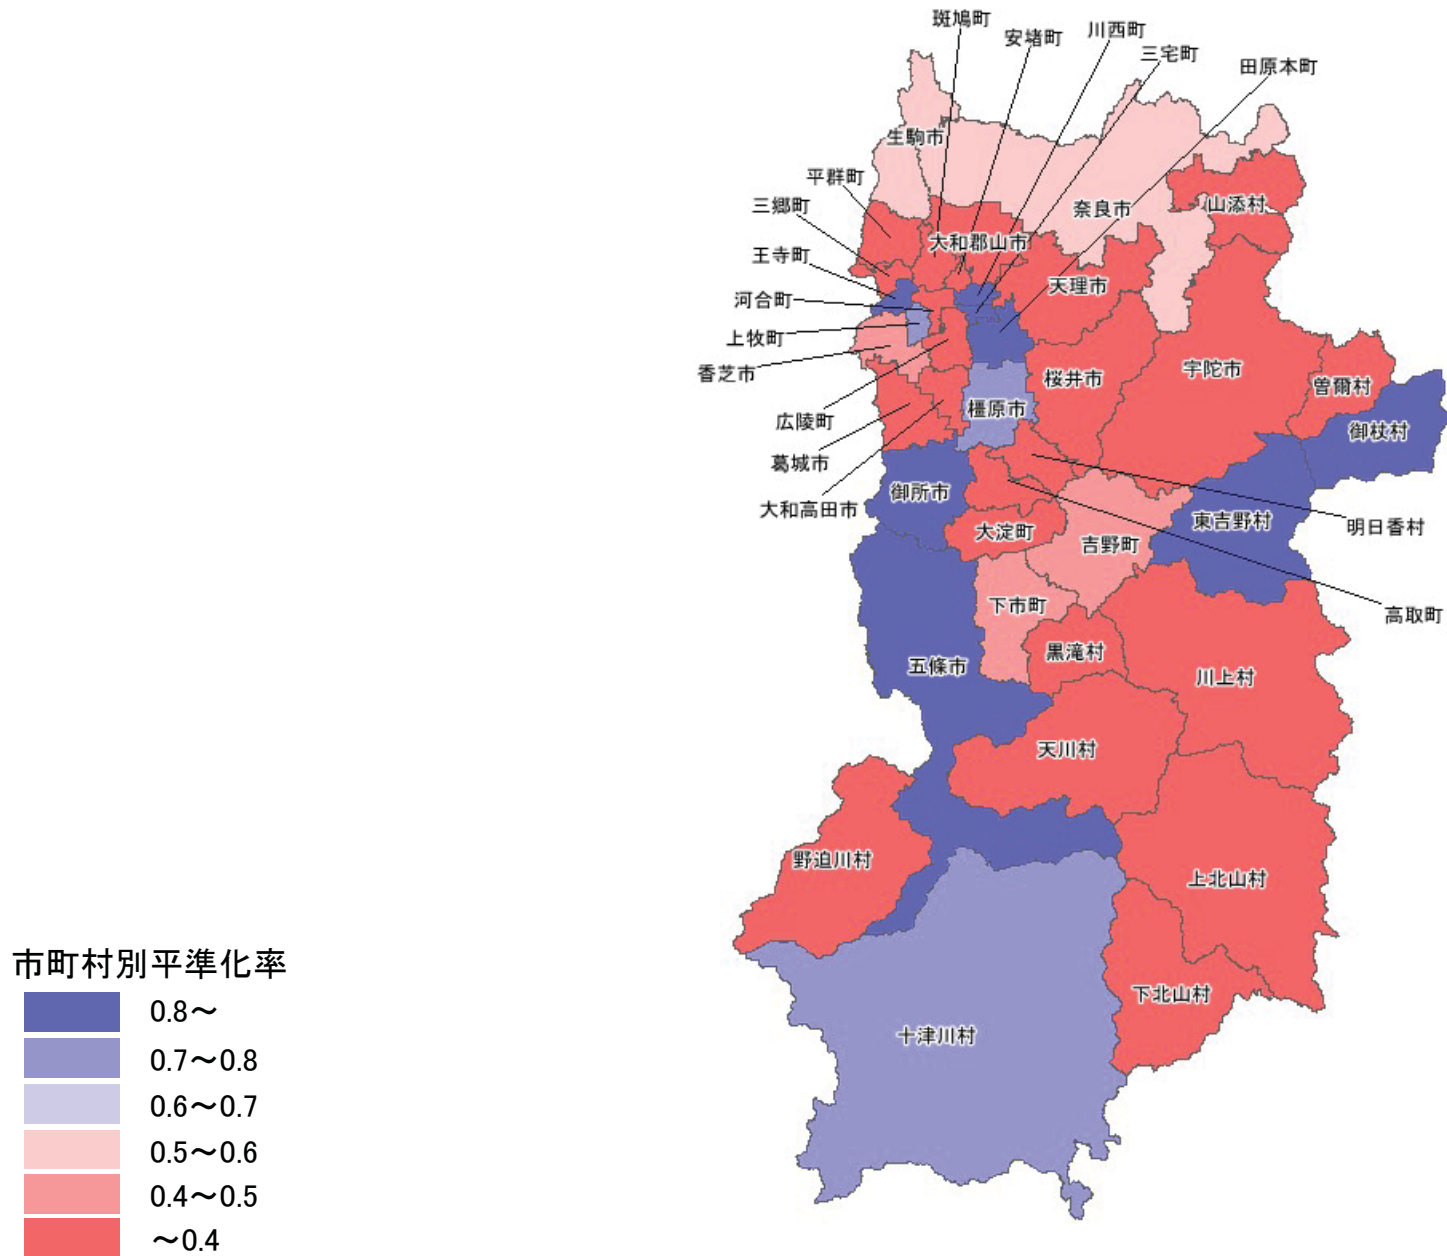 斑鳩町
安堵町
川西町
三宅町
田原本町
生駒市
平群町
三郷町
奈良市
山添村
大和郡山市
王寺町
天理市
河合町
上牧町
香芝市
桜井市
宇陀市
曽爾村
橿原市
広陵町
御杖村
葛城市
御所市
大和高田市
東吉野村
明日香村
大淀町
吉野町
下市町
高取町
黒滝村
五條市
川上村
天川村
野迫川村
上北山村
下北山村
十津川村
市町村別平準化率
0.8～
0.7～0.8
0.6～0.7
0.5～0.6
0.4～0.5
～0.4